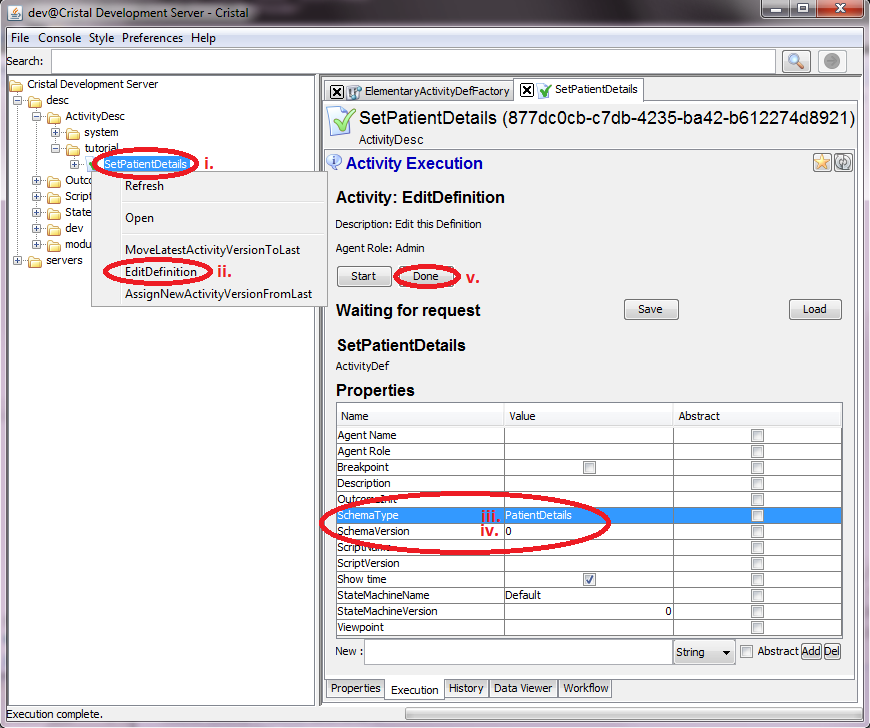 dev@Cristal Development Server - Cristal
File Console Style Preferences Help
Search:
Cristal Development Server
desc
ActivityDesc
system
tutorial
SetPatientDetails i.
Outco
Script
State
dev
modu
servers
Refresh
Open
MoveLatestActivityVersionToLast
EditDefinition ii.
AssignNewActivityVersionFromLast
ElementaryActivityDefFactory SetPatientDetails
SetPatientDetails (877dc0cb-c7db-4235-ba42-b612274d8921)
ActivityDesc
Activity Execution
Activity: EditDefinition
Description: Edit this Definition
Agent Role: Admin
Start Done v.
Waiting for request Save Load
SetPatientDetails
ActivityDef
Properties
Name Value Abstract
Agent Name
Agent Role
Breakpoint
Description
OutcomeInit
SchemaType iii. PatientDetails
SchemaVersion iv. 0
ScriptName
ScriptVersion
Show time
StateMachineName Default
StateMachineVersion 0
Viewpoint
New : String Abstract Add Del
Properties Execution History Data Viewer Workflow
Execution complete.